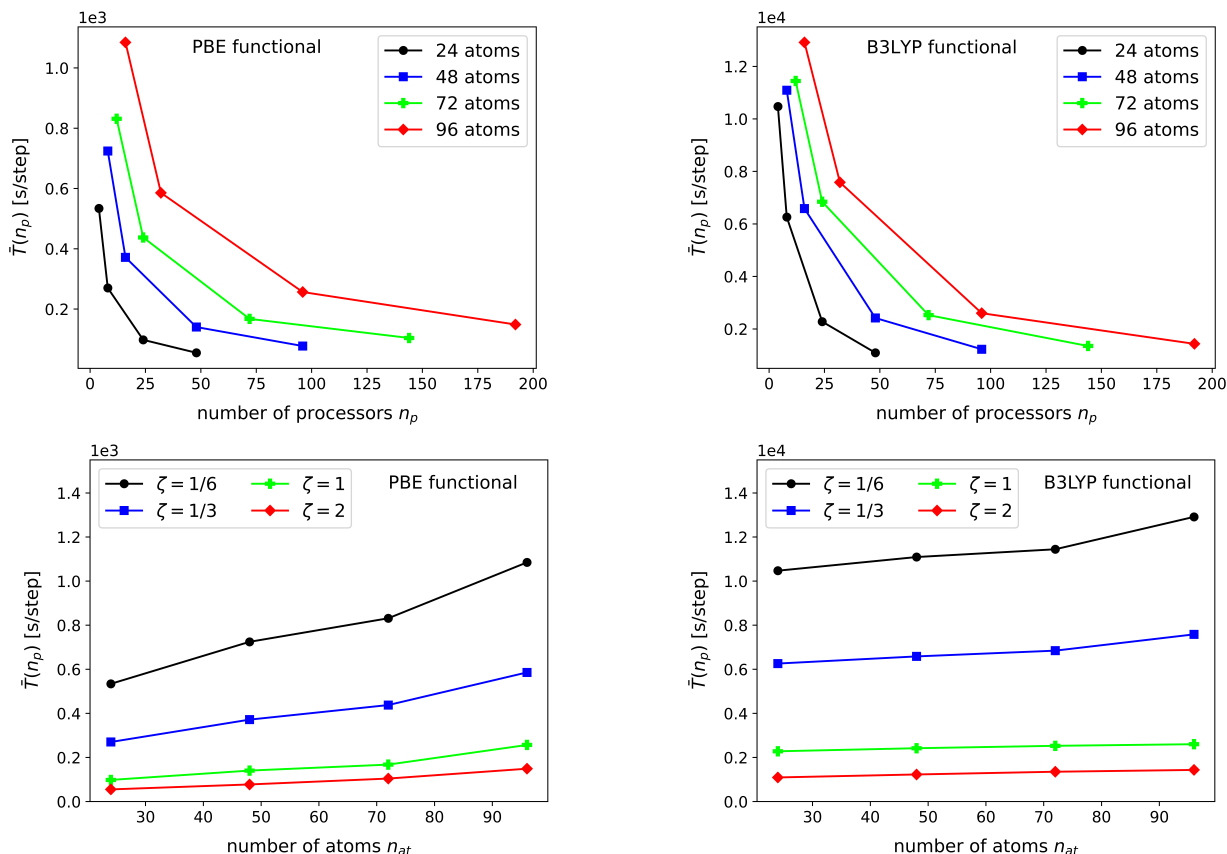 1e3
PBE functional
24 atoms
48 atoms
72 atoms
96 atoms
1.0
0.8
0.6
0.4
0.2
T̄(n_p) [s/step]
0 25 50 75 100 125 150 175 200
number of processors n_p
1e4
B3LYP functional
24 atoms
48 atoms
72 atoms
96 atoms
1.2
1.0
0.8
0.6
0.4
0.2
T̄(n_p) [s/step]
0 25 50 75 100 125 150 175 200
number of processors n_p
1e3
ζ = 1/6 ζ = 1
ζ = 1/3 ζ = 2
PBE functional
1.4
1.2
1.0
0.8
0.6
0.4
0.2
0.0
T̄(n_p) [s/step]
30 40 50 60 70 80 90
number of atoms n_at
1e4
ζ = 1/6 ζ = 1
ζ = 1/3 ζ = 2
B3LYP functional
1.4
1.2
1.0
0.8
0.6
0.4
0.2
0.0
T̄(n_p) [s/step]
30 40 50 60 70 80 90
number of atoms n_at